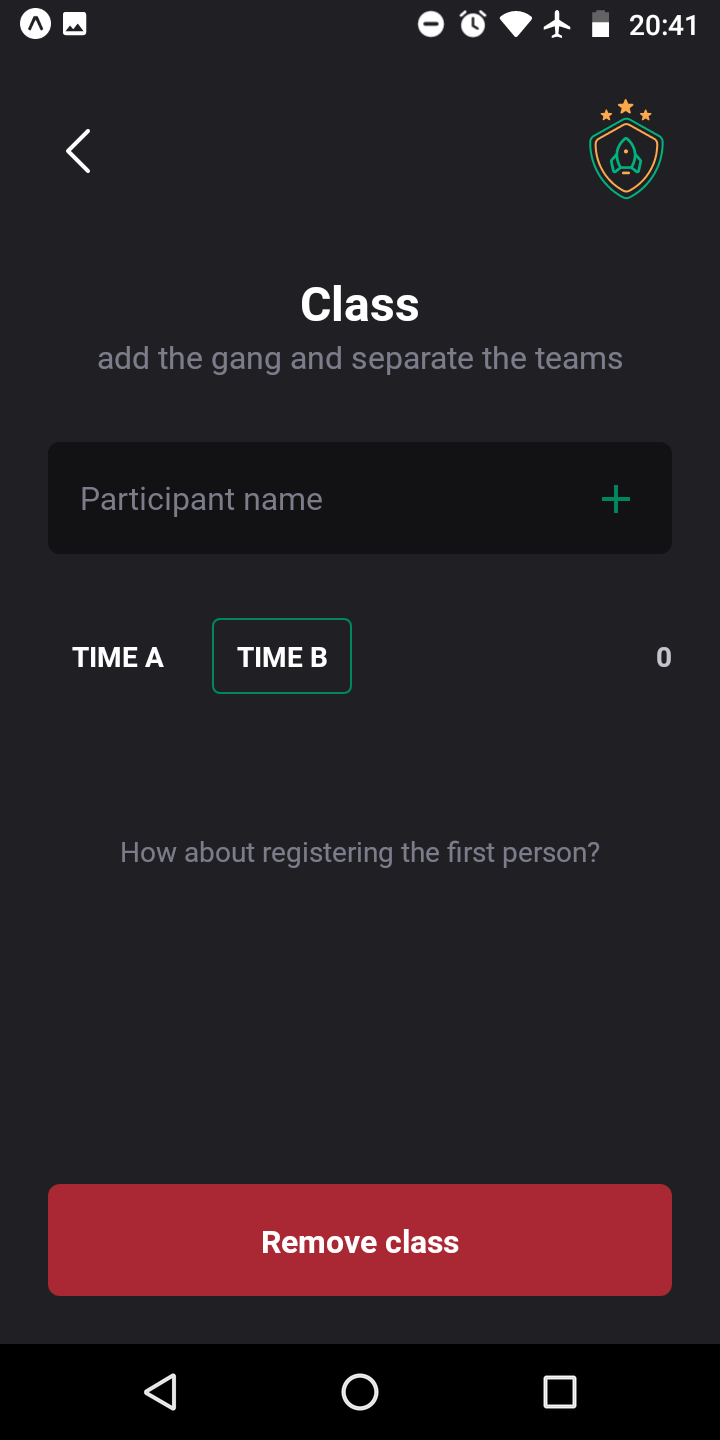 20:41
Class
add the gang and separate the teams
Participant name
TIME A
TIME B
0
How about registering the first person?
Remove class